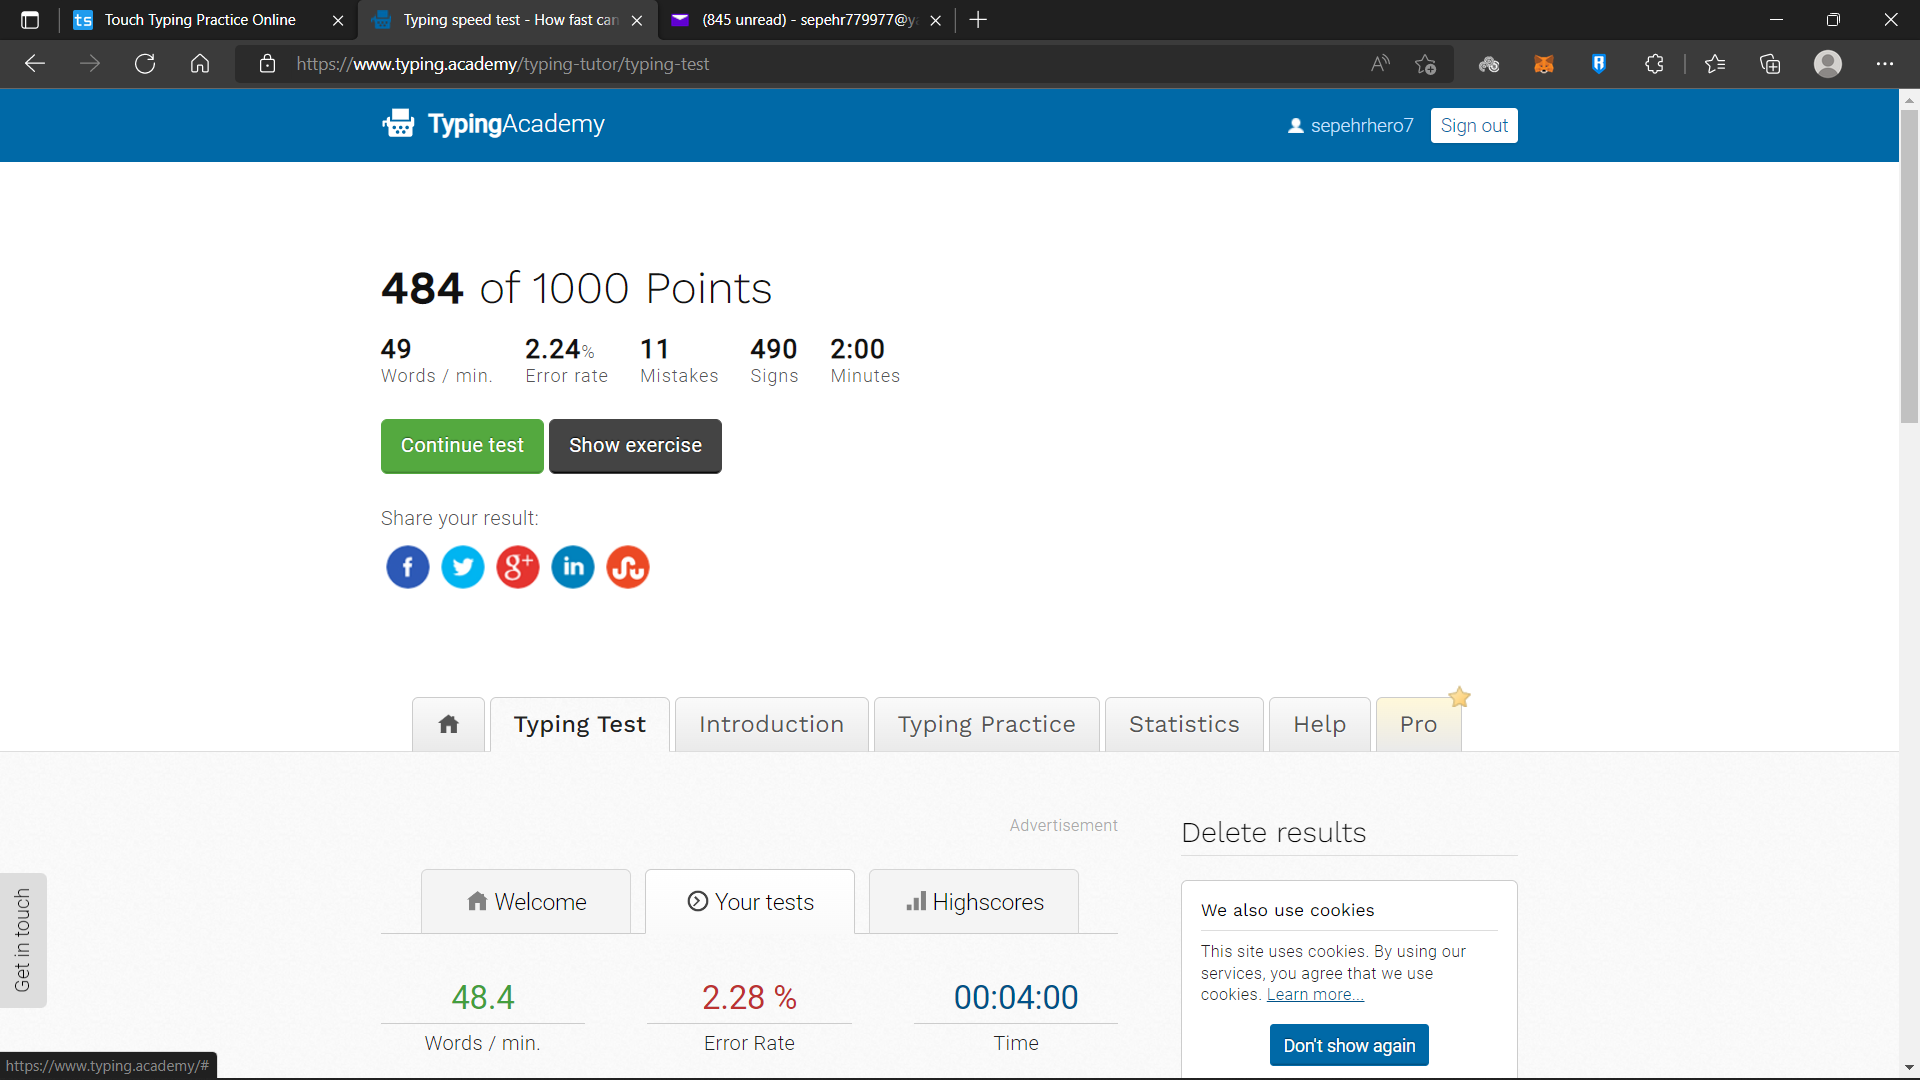 Touch Typing Practice Online
Typing speed test - How fast can
(845 unread) - sepehr779977@y
https://www.typing.academy/typing-tutor/typing-test
TypingAcademy
sepehrhero7
Sign out
484 of 1000 Points
49
Words / min.
2.24%
Error rate
11
Mistakes
490
Signs
2:00
Minutes
Continue test
Show exercise
Share your result:
Typing Test
Introduction
Typing Practice
Statistics
Help
Pro
Advertisement
Delete results
Welcome
Your tests
Highscores
We also use cookies
This site uses cookies. By using our
services, you agree that we use
cookies. Learn more...
Don't show again
48.4
Words / min.
2.28 %
Error Rate
00:04:00
Time
Get in touch
https://www.typing.academy/#